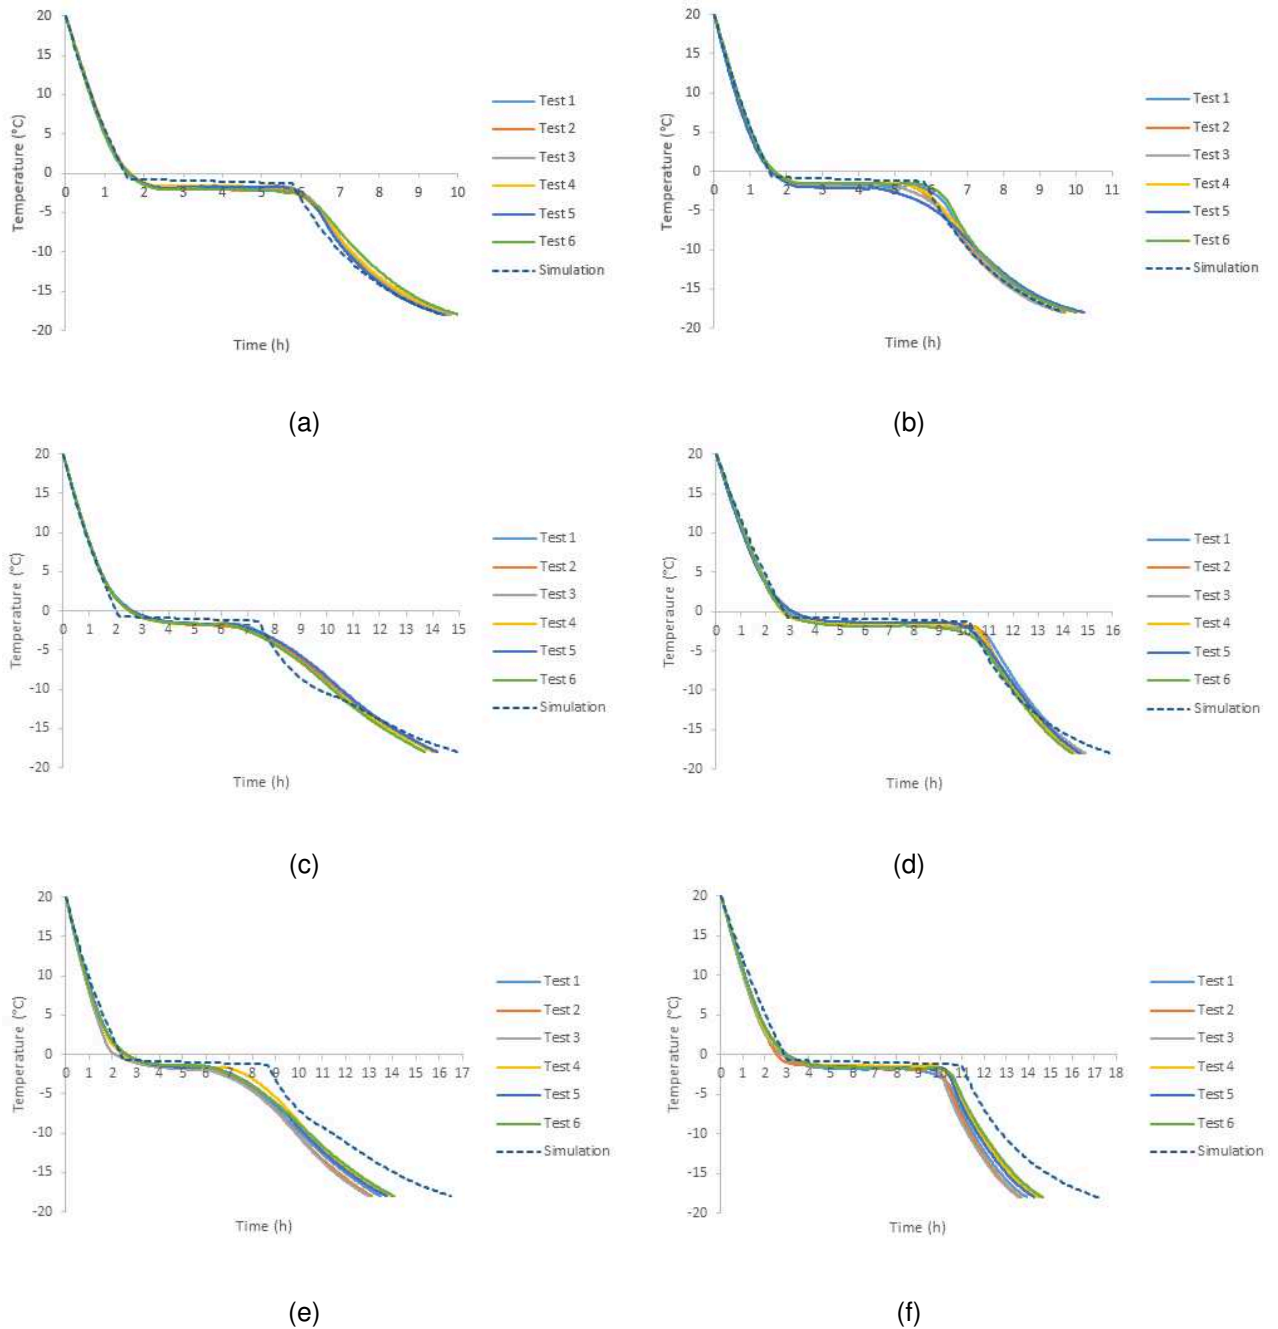 Temperature (°C)
20
15
10
5
0
-5
-10
-15
-20
0 1 2 3 4 5 6 7 8 9 10
Time (h)
Test 1
Test 2
Test 3
Test 4
Test 5
Test 6
Simulation
(a)
Temperature (°C)
20
15
10
5
0
-5
-10
-15
-20
0 1 2 3 4 5 6 7 8 9 10 11
Time (h)
Test 1
Test 2
Test 3
Test 4
Test 5
Test 6
Simulation
(b)
Temperature (°C)
20
15
10
5
0
-5
-10
-15
-20
0 1 2 3 4 5 6 7 8 9 10 11 12 13 14 15
Time (h)
Test 1
Test 2
Test 3
Test 4
Test 5
Test 6
Simulation
(c)
Temperaure (°C)
20
15
10
5
0
-5
-10
-15
-20
0 1 2 3 4 5 6 7 8 9 10 11 12 13 14 15 16
Time (h)
Test 1
Test 2
Test 3
Test 4
Test 5
Test 6
Simulation
(d)
Temperature (°C)
20
15
10
5
0
-5
-10
-15
-20
0 1 2 3 4 5 6 7 8 9 10 11 12 13 14 15 16 17
Time (h)
Test 1
Test 2
Test 3
Test 4
Test 5
Test 6
Simulation
(e)
Temperature (°C)
20
15
10
5
0
-5
-10
-15
-20
0 1 2 3 4 5 6 7 8 9 10 11 12 13 14 15 16 17 18
Time (h)
Test 1
Test 2
Test 3
Test 4
Test 5
Test 6
Simulation
(f)